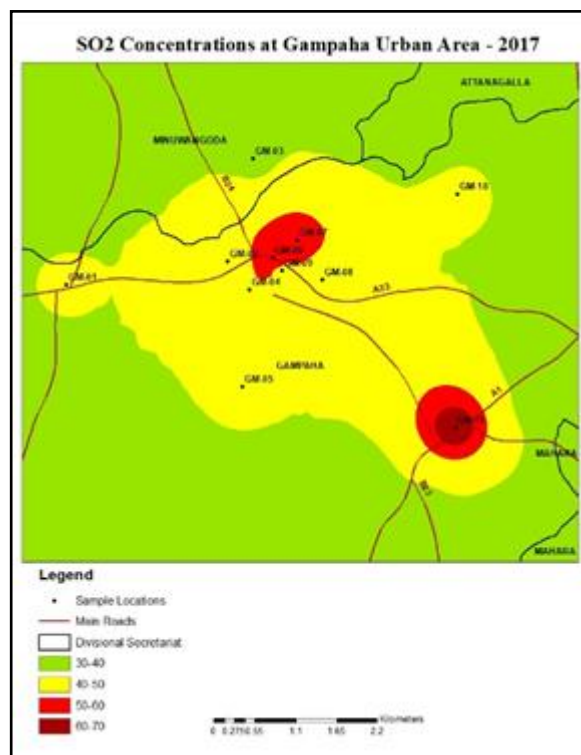 SO2 Concentrations at Gampaha Urban Area - 2017
ATTANAGALLA
MINUWANGODA
GM-03
GM-10
GM-07
GM-01
GM-08
GM-04
A33
GAMPAHA
GM-05
A1
MAHARA
MAHARA
Legend
Sample Locations
Main Roads
Divisional Secretariat
30-40
40-50
50-60
60-70
Kilometers
0 0.275 0.55 1.1 1.65 2.2